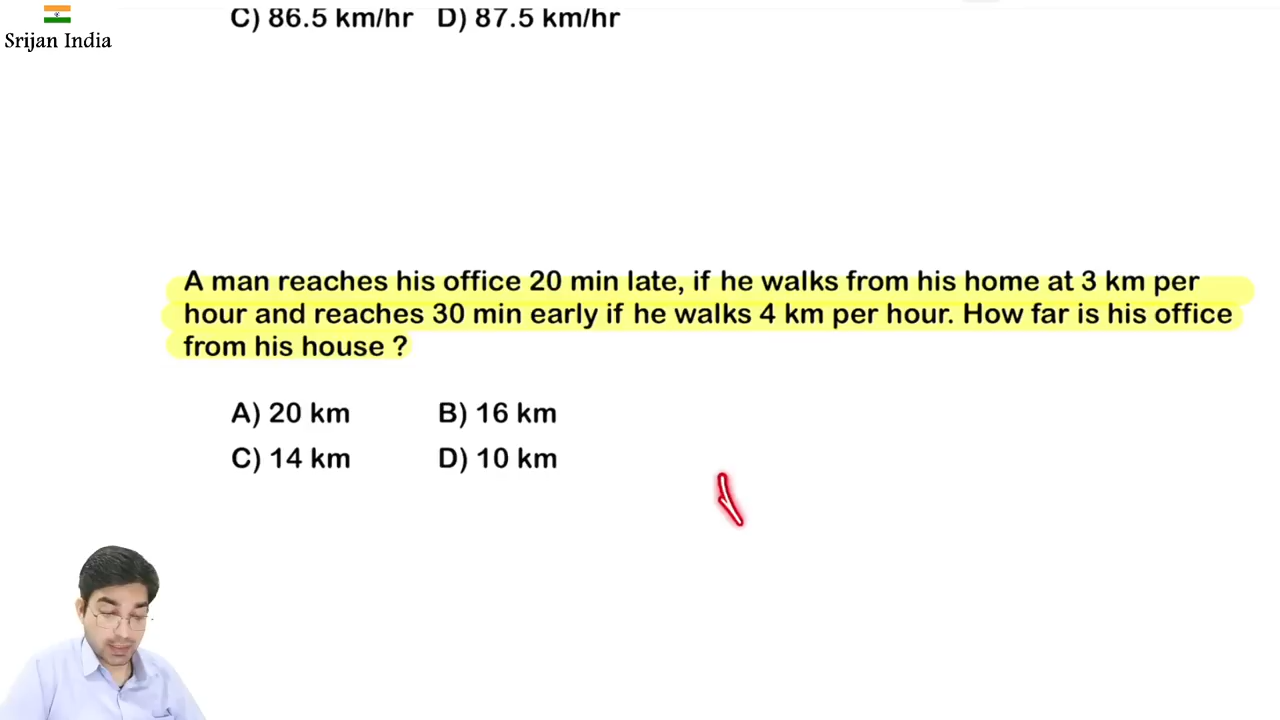 C) 86.5 km/hr D) 87.5 km/hr
Srijan India
A man reaches his office 20 min late, if he walks from his home at 3 km per
hour and reaches 30 min early if he walks 4 km per hour. How far is his office
from his house ?
A) 20 km B) 16 km
C) 14 km D) 10 km